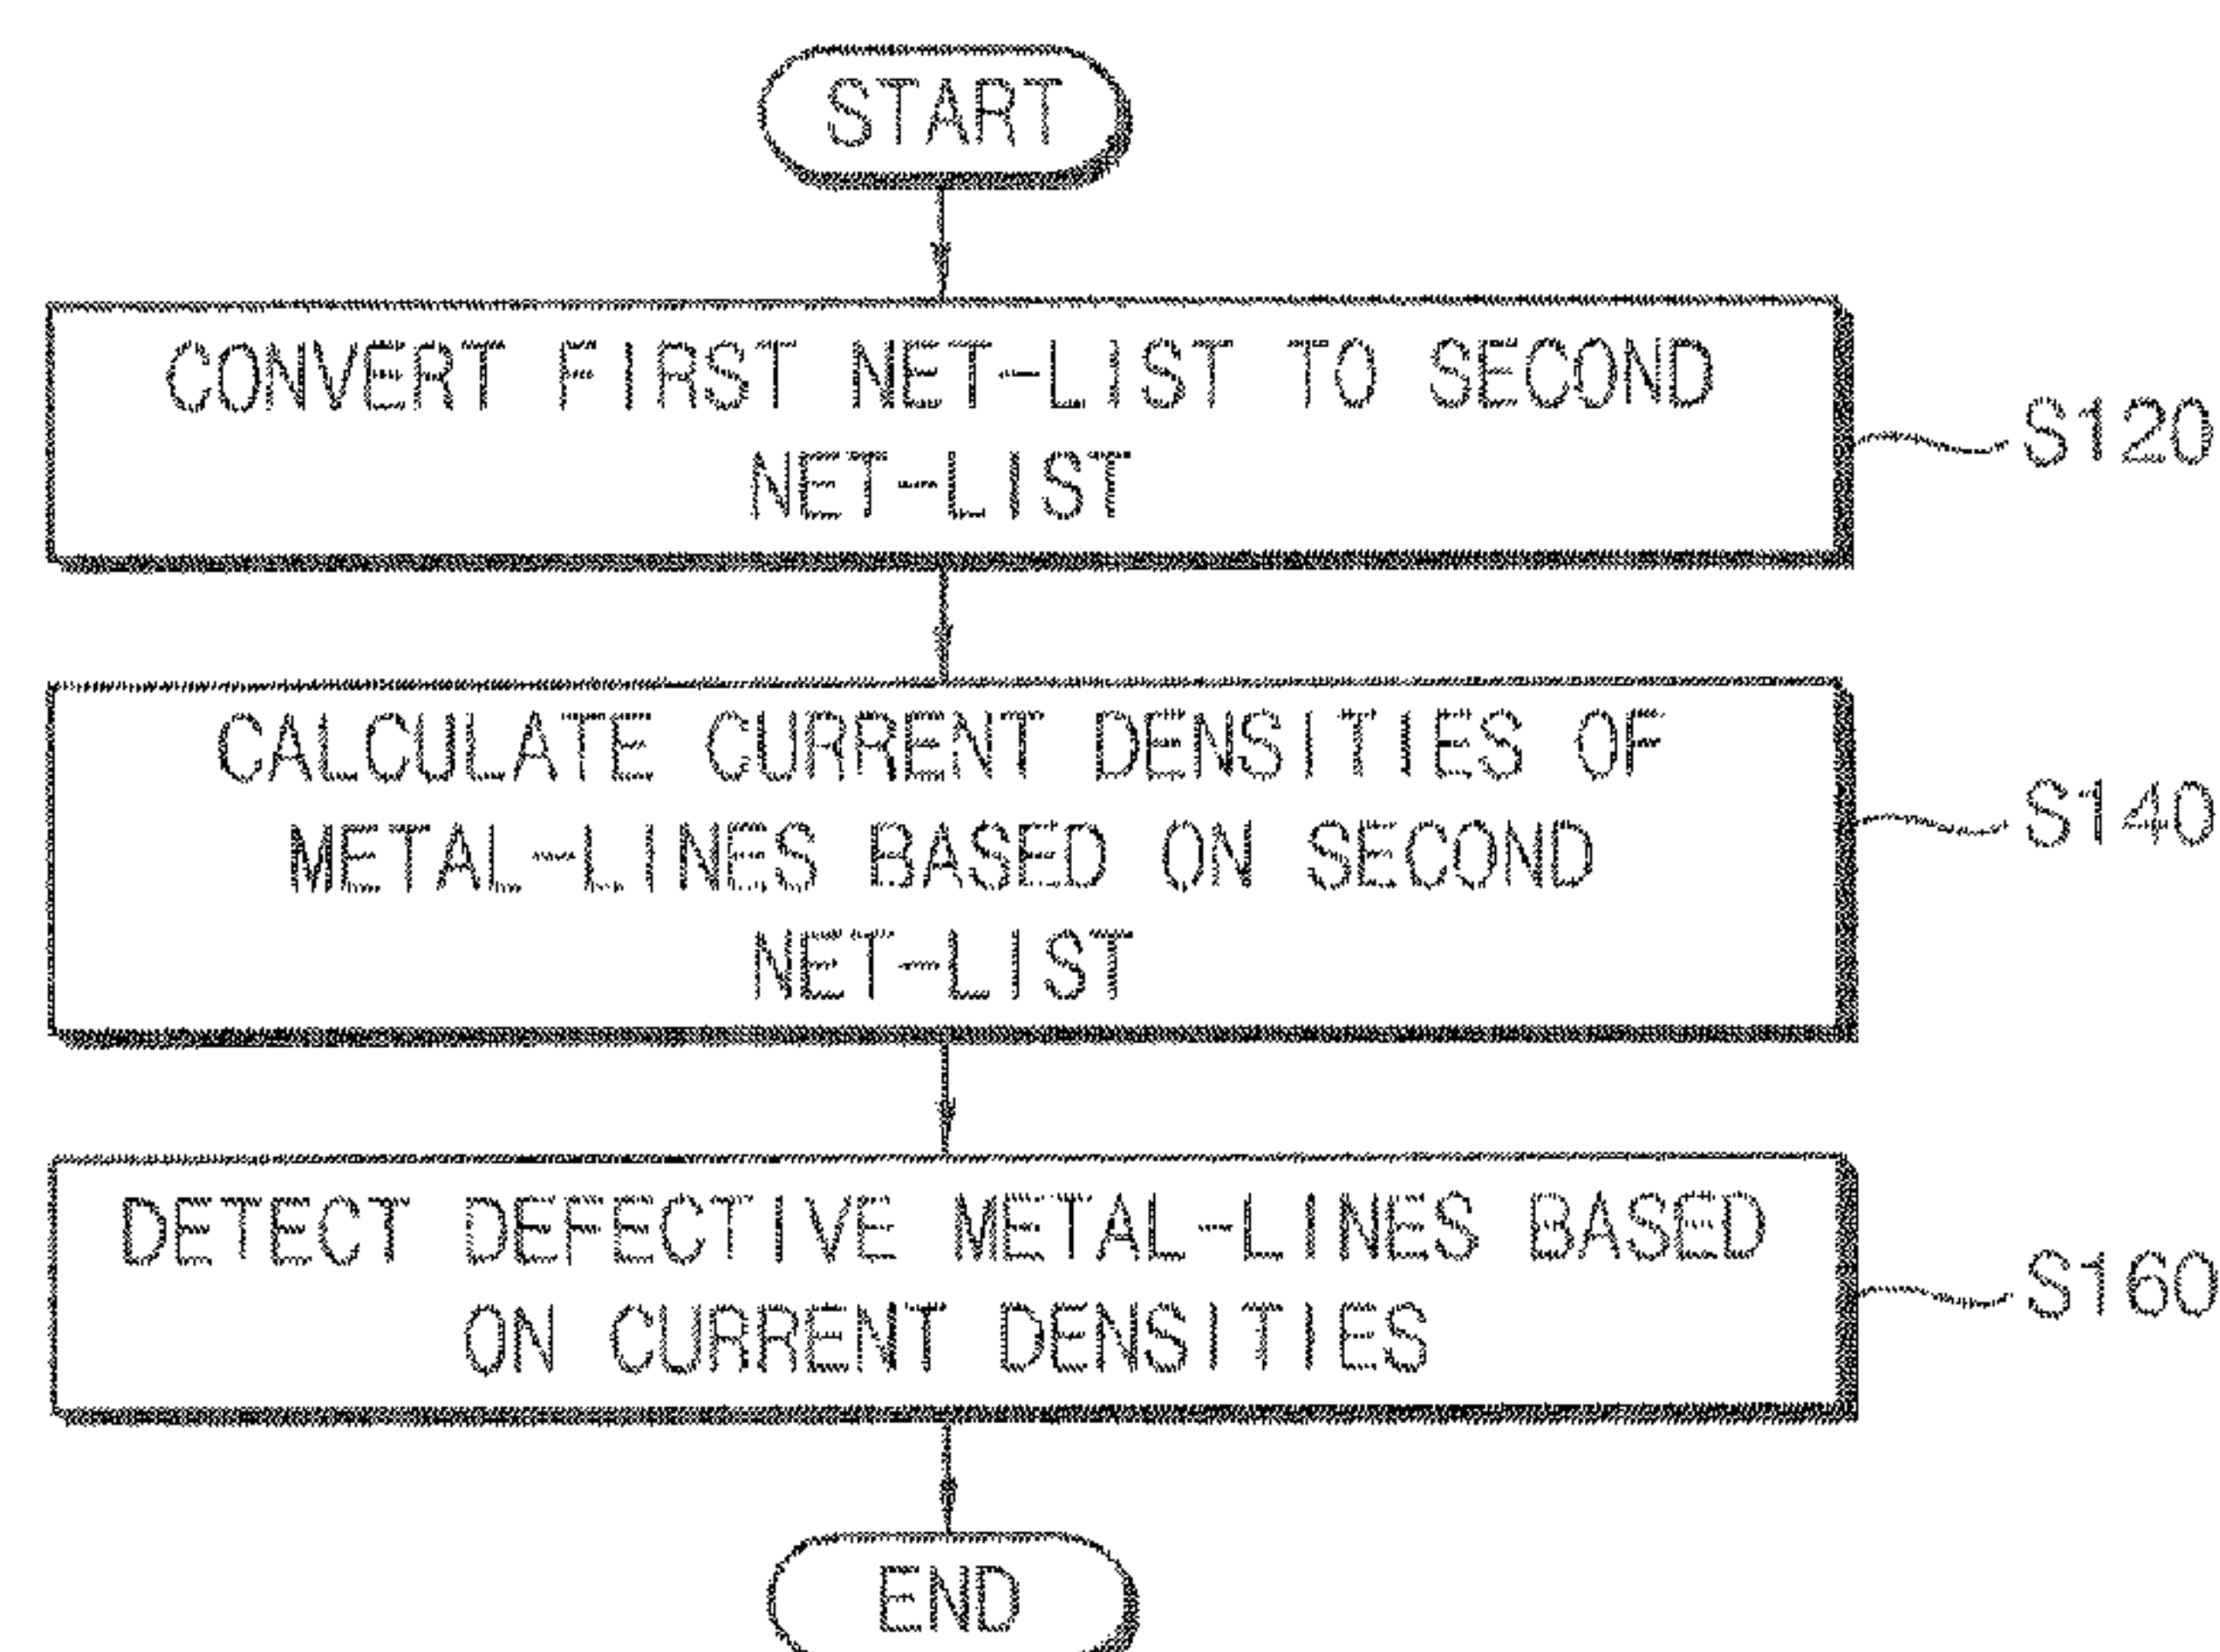 START
CONVERT FIRST NET-LIST TO SECOND
NET-LIST
S120
CALCULATE CURRENT DENSITIES OF
METAL-LINES BASED ON SECOND
NET-LIST
S140
DETECT DEFECTIVE METAL-LINES BASED
ON CURRENT DENSITIES
S160
END